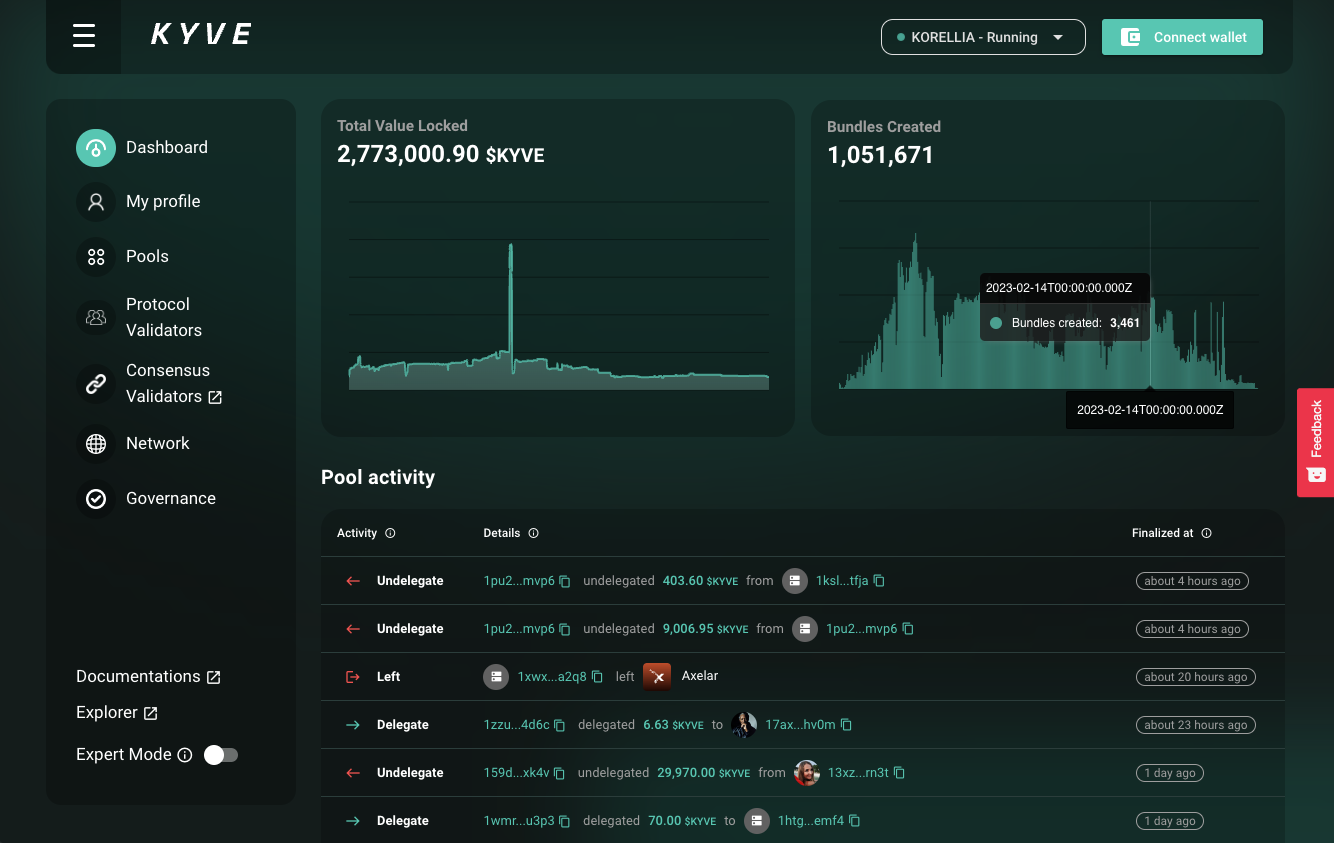 KYVE
KORELLIA - Running
Connect wallet
Dashboard
My profile
Pools
Protocol
Validators
Consensus
Validators
Network
Governance
Documentations
Explorer
Expert Mode
Total Value Locked
2,773,000.90 $KYVE
Bundles Created
1,051,671
2023-02-14T00:00:00.000Z
Bundles created: 3,461
2023-02-14T00:00:00.000Z
Feedback
Pool activity
Activity Details Finalized at
Undelegate 1pu2...mvp6 undelegated 403.60 $KYVE from 1ksl...tfja about 4 hours ago
Undelegate 1pu2...mvp6 undelegated 9,006.95 $KYVE from 1pu2...mvp6 about 4 hours ago
Left 1xwx...a2q8 left Axelar about 20 hours ago
Delegate 1zzu...4d6c delegated 6.63 $KYVE to 17ax...hv0m about 23 hours ago
Undelegate 159d...xk4v undelegated 29,970.00 $KYVE from 13xz...rn3t 1 day ago
Delegate 1wmr...u3p3 delegated 70.00 $KYVE to 1htg...emf4 1 day ago